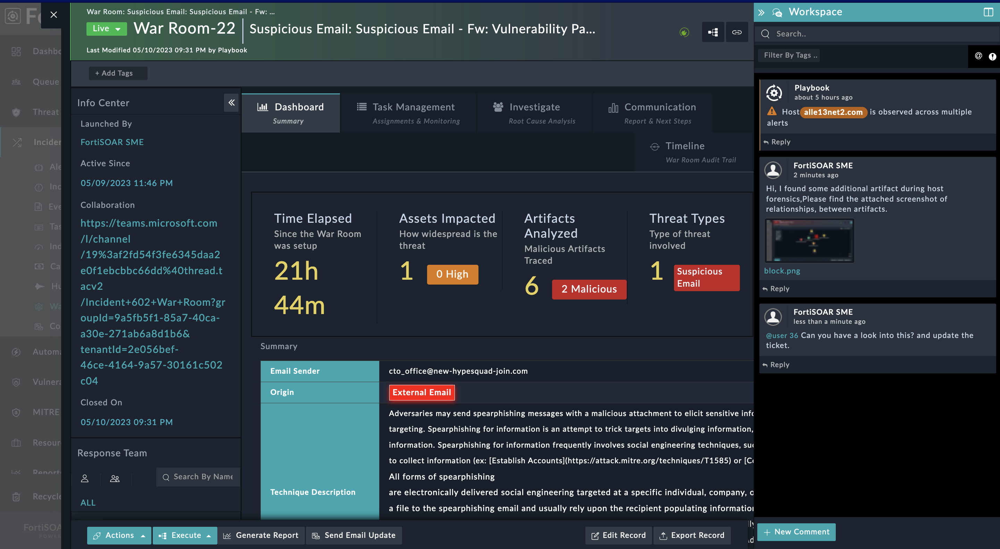 Fo
Dashbo
Queue
Threat
Inciden
Ale
Inc
Eve
Tas
Ind
Ca
Hu
Wa
Co
Automa
Vulnera
MITRE
Resour
Reports
Recycle
FortiSOA
POWER
War Room: Suspicious Email: Suspicious Email - Fw: ...
Live
War Room-22
Suspicious Email: Suspicious Email - Fw: Vulnerability Pa...
Last Modified 05/10/2023 09:31 PM by Playbook
+ Add Tags
Info Center
Launched By
FortiSOAR SME
Active Since
05/09/2023 11:46 PM
Collaboration
https://teams.microsoft.com
/l/channel
/19%3af2fd54f3fe6345daa2
e0f1ebcbbc66dd%40thread.t
acv2
/Incident+602+War+Room?gr
oupId=9a5fb5f1-85a7-40ca-
a30e-271ab6a8d1b6&
tenantId=2e056bef-
46ce-4164-9a57-30161c502
c04
Closed On
05/10/2023 09:31 PM
Response Team
Search By Name
ALL
Dashboard
Summary
Task Management
Assignments & Monitoring
Investigate
Root Cause Analysis
Communication
Report & Next Steps
Timeline
War Room Audit Trail
Time Elapsed
Since the War Room
was setup
21h
44m
Assets Impacted
How widespread is the
threat
1
0 High
Artifacts
Analyzed
Malicious Artifacts
Traced
6
2 Malicious
Threat Types
Type of threat
involved
1
Suspicious
Email
Summary
Email Sender
cto_office@new-hypesquad-join.com
Origin
External Email
Technique Description
Adversaries may send spearphishing messages with a malicious attachment to elicit sensitive info
targeting. Spearphishing for information is an attempt to trick targets into divulging information,
information. Spearphishing for information frequently involves social engineering techniques, suc
to collect information (ex: [Establish Accounts](https://attack.mitre.org/techniques/T1585) or [Co
All forms of spearphishing
are electronically delivered social engineering targeted at a specific individual, company, o
a file to the spearphishing email and usually rely upon the recipient populating information
Actions
Execute
Generate Report
Send Email Update
Edit Record
Export Record
Workspace
Search..
Filter By Tags ..
@
Playbook
about 5 hours ago
Host alle13net2.com is observed across multiple
alerts
Reply
FortiSOAR SME
2 minutes ago
Hi, I found some additional artifact during host
forensics,Please find the attached screenshot of
relationships, between artifacts.
block.png
Reply
FortiSOAR SME
less than a minute ago
@user 36 Can you have a look into this? and update the
ticket.
Reply
+ New Comment